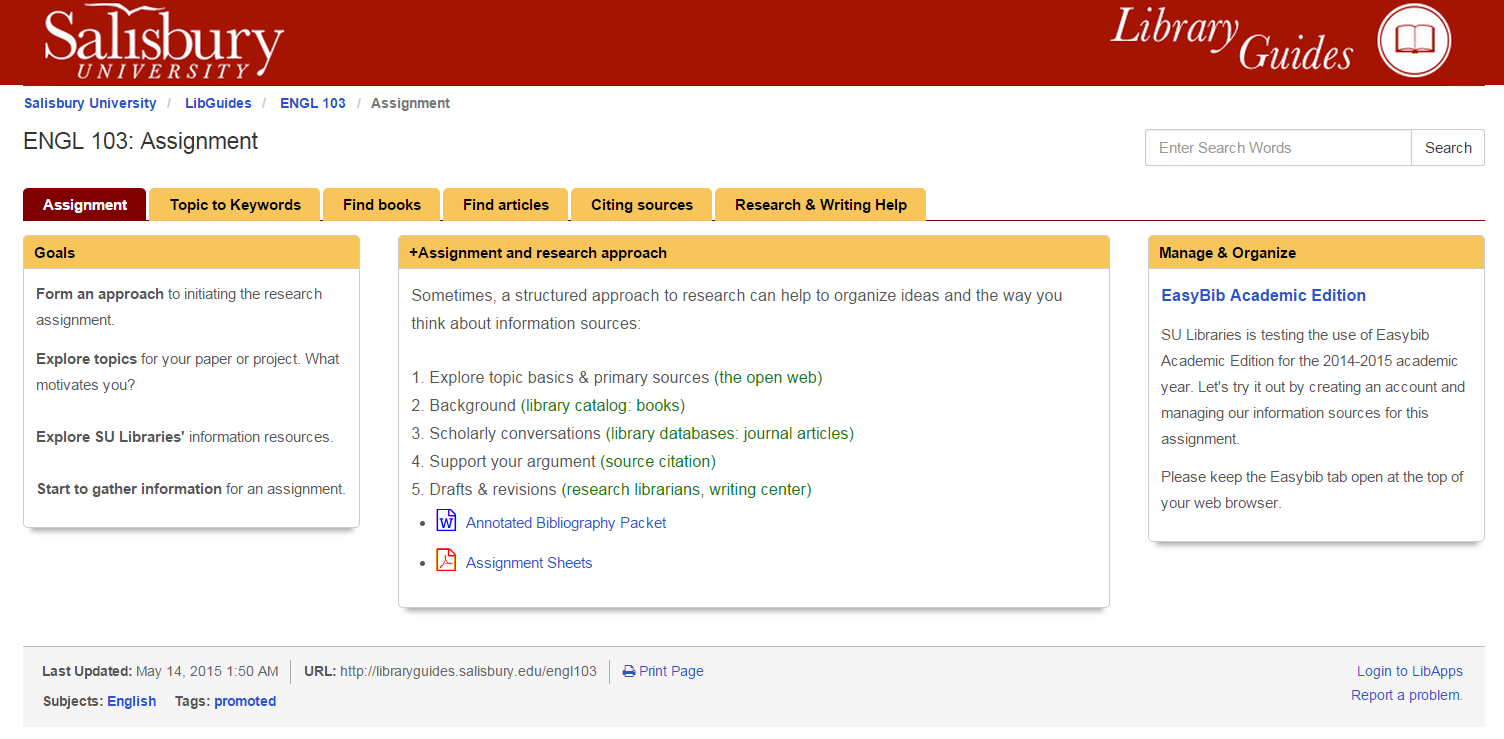 Salisbury
UNIVERSITY
Library
Guides
Salisbury University / LibGuides / ENGL 103 / Assignment
ENGL 103: Assignment
Enter Search Words
Search
Assignment
Topic to Keywords
Find books
Find articles
Citing sources
Research & Writing Help
Goals
Form an approach to initiating the research
assignment.
Explore topics for your paper or project. What
motivates you?
Explore SU Libraries' information resources.
Start to gather information for an assignment.
+Assignment and research approach
Sometimes, a structured approach to research can help to organize ideas and the way you
think about information sources:
1. Explore topic basics & primary sources (the open web)
2. Background (library catalog: books)
3. Scholarly conversations (library databases: journal articles)
4. Support your argument (source citation)
5. Drafts & revisions (research librarians, writing center)
• W Annotated Bibliography Packet
• Assignment Sheets
Manage & Organize
EasyBib Academic Edition
SU Libraries is testing the use of Easybib
Academic Edition for the 2014-2015 academic
year. Let's try it out by creating an account and
managing our information sources for this
assignment.
Please keep the Easybib tab open at the top of
your web browser.
Last Updated: May 14, 2015 1:50 AM
URL: http://libraryguides.salisbury.edu/engl103
Print Page
Login to LibApps
Subjects: English
Tags: promoted
Report a problem.